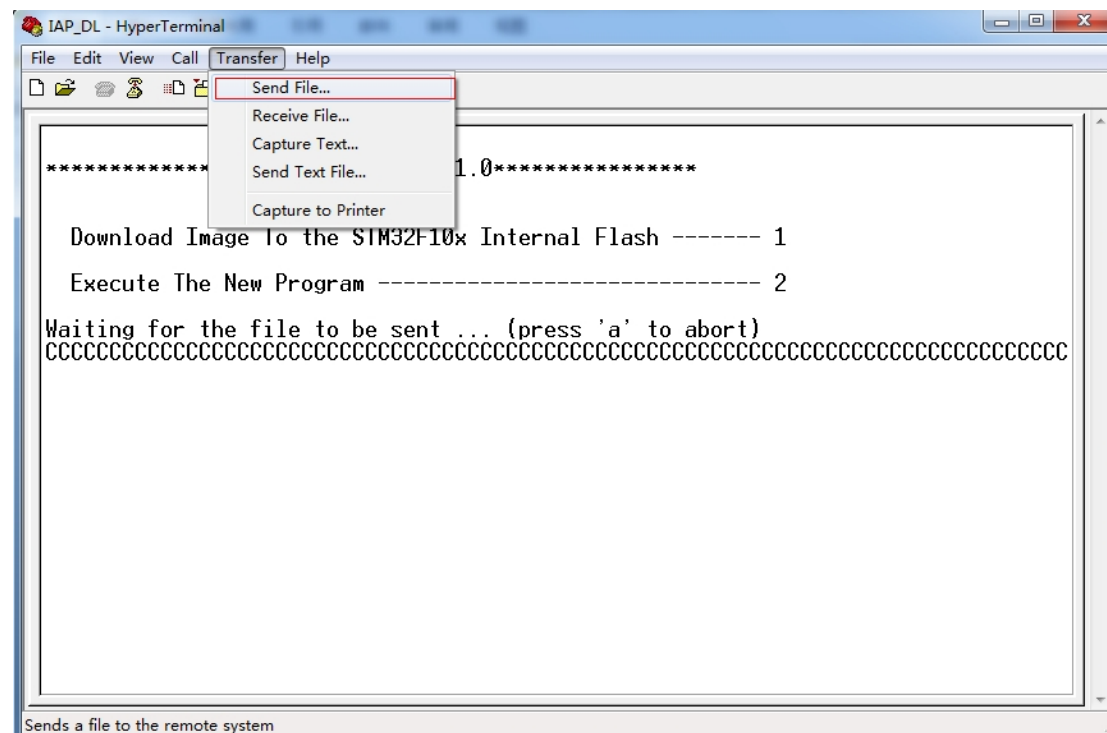 IAP_DL - HyperTerminal
File Edit View Call Transfer Help
Send File...
Receive File...
Capture Text...
Send Text File...
Capture to Printer
************* 1.0****************
Download Image To the STM32F10x Internal Flash ------- 1
Execute The New Program ------------------------------ 2
Waiting for the file to be sent ... (press 'a' to abort)
CCCCCCCCCCCCCCCCCCCCCCCCCCCCCCCCCCCCCCCCCCCCCCCCCCCCCCCCCCCCCCCCCCCCCCCCCCCCCCCC
Sends a file to the remote system